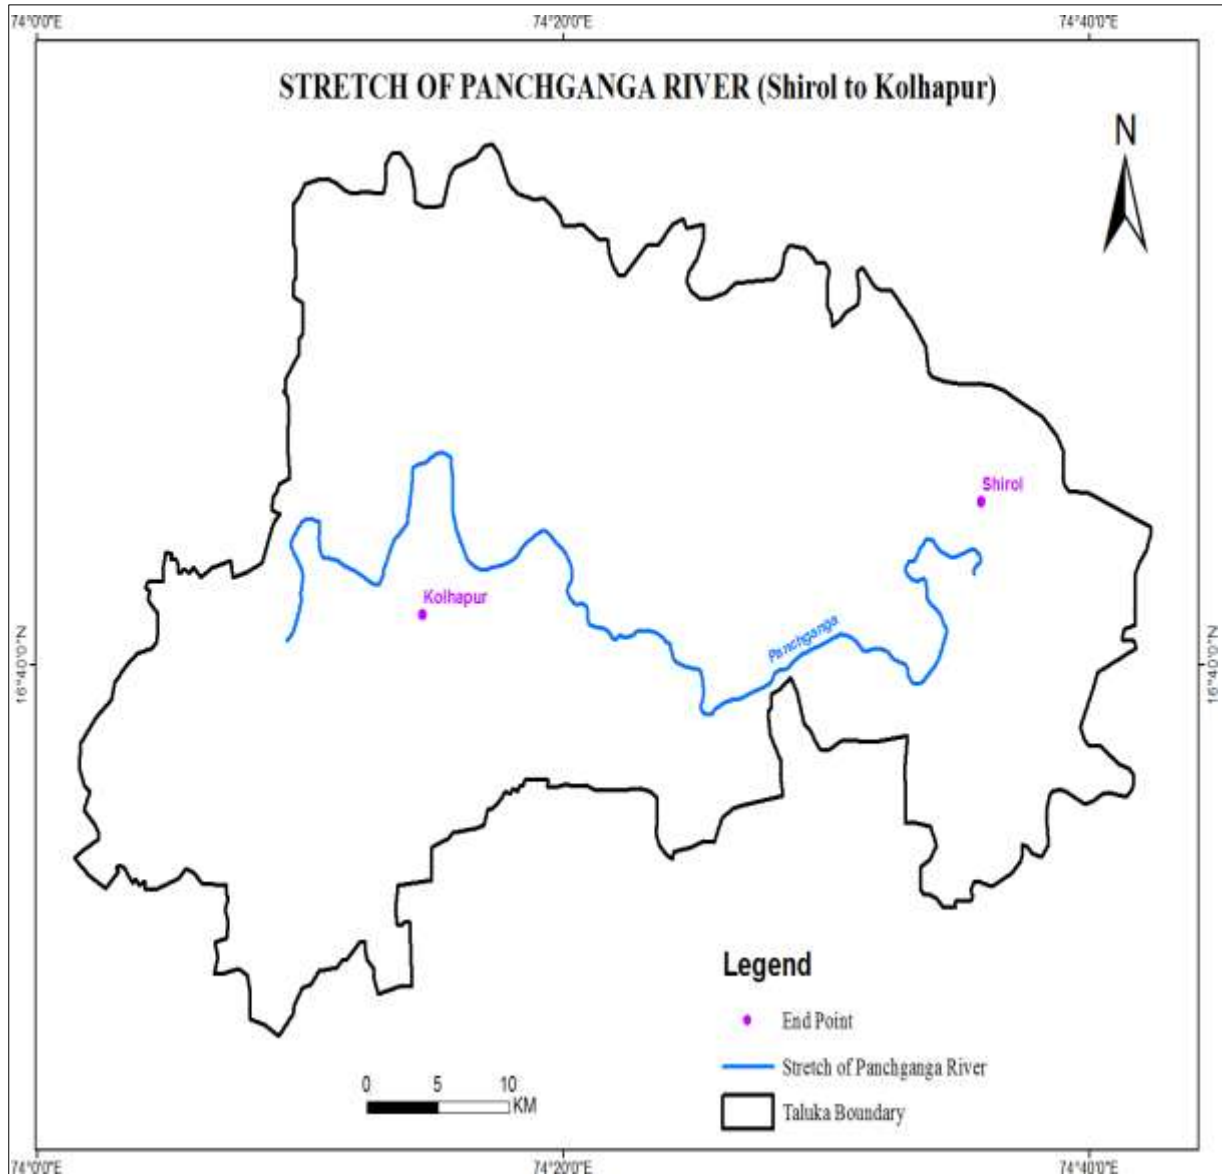 74°0'0"E 74°20'0"E 74°40'0"E
STRETCH OF PANCHGANGA RIVER (Shirol to Kolhapur)
N
Shirol
Kolhapur
Panchganga
16°40'0"N 16°40'0"N
Legend
End Point
Stretch of Panchganga River
Taluka Boundary
0 5 10
KM
74°0'0"E 74°20'0"E 74°40'0"E